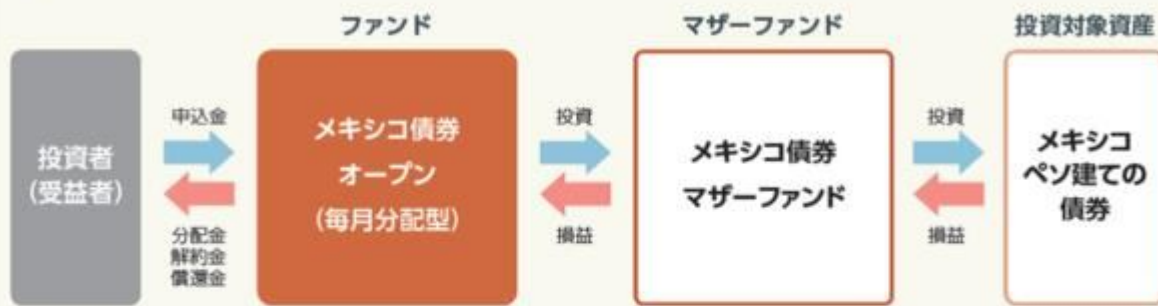 ファンド
マザーファンド
投資対象資産
投資者
(受益者)
申込金
分配金
解約金
償還金
メキシコ債券
オープン
(毎月分配型)
投資
損益
メキシコ債券
マザーファンド
投資
損益
メキシコ
ペソ建ての
債券